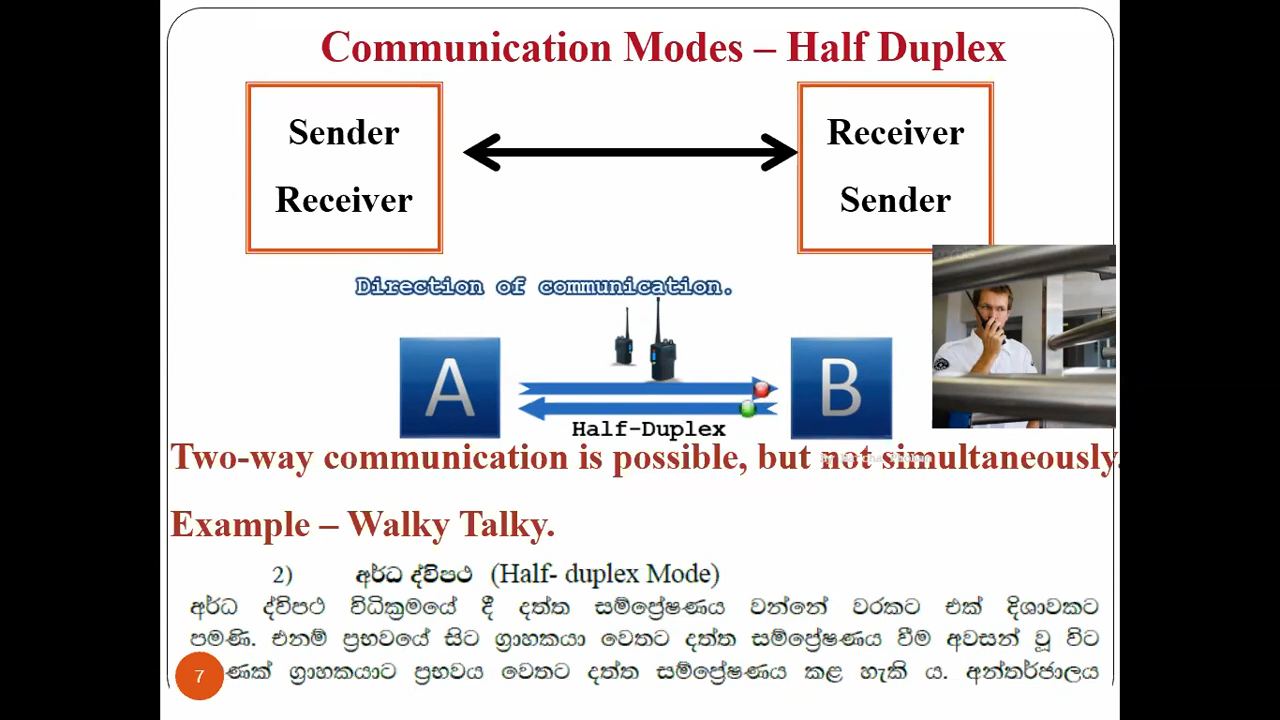 Communication Modes – Half Duplex
Sender
Receiver
Receiver
Sender
Direction of communication.
A
B
Half-Duplex
Two-way communication is possible, but not simultaneously.
Example – Walky Talky.
2) අර්ධ ද්විපථ (Half- duplex Mode)
අර්ධ ද්විපථ විධික්‍රමයේ දී දත්ත සම්ප්‍රේෂණය වන්නේ වරකට එක් දිශාවකට
පමණි. එනම් ප්‍රභවයේ සිට ග්‍රාහකයා වෙතට දත්ත සම්ප්‍රේෂණය වීම අවසන් වූ විට
ග්‍රාහකයාට ප්‍රභවය වෙතට දත්ත සම්ප්‍රේෂණය කළ හැකි ය. අන්තර්ජාලය
7